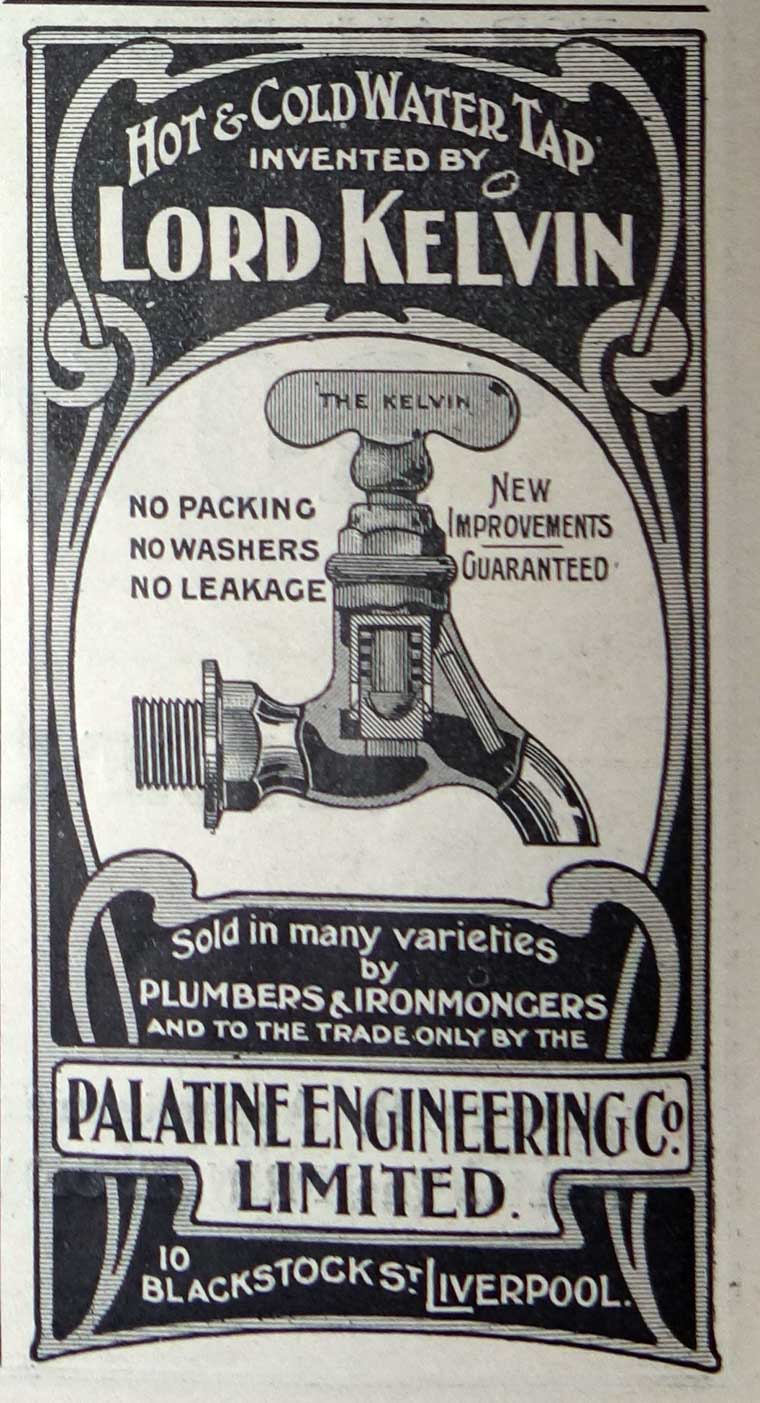 HOT & COLD WATER TAP
INVENTED BY
LORD KELVIN
THE KELVIN
NO PACKING
NO WASHERS
NO LEAKAGE
NEW
IMPROVEMENTS
GUARANTEED
Sold in many varieties
by
PLUMBERS & IRONMONGERS
AND TO THE TRADE ONLY BY THE
PALATINE ENGINEERING Co.
LIMITED.
10
BLACKSTOCK ST LIVERPOOL.